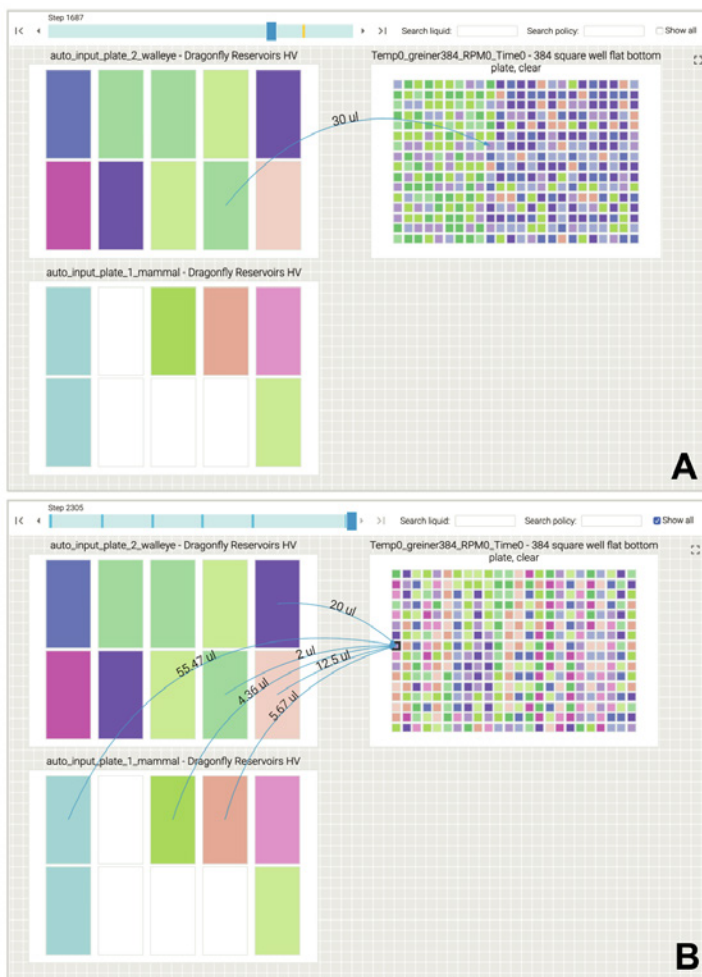 Step 1687
Search liquid:
Search policy:
Show all
auto_input_plate_2_walleye - Dragonfly Reservoirs HV
Temp0_greiner384_RPM0_Time0 - 384 square well flat bottom
plate, clear
30 ul
auto_input_plate_1_mammal - Dragonfly Reservoirs HV
A
Step 2305
Search liquid:
Search policy:
Show all
auto_input_plate_2_walleye - Dragonfly Reservoirs HV
Temp0_greiner384_RPM0_Time0 - 384 square well flat bottom
plate, clear
20 ul
55.47 ul
2 ul
4.36 ul
12.5 ul
5.67 ul
auto_input_plate_1_mammal - Dragonfly Reservoirs HV
B